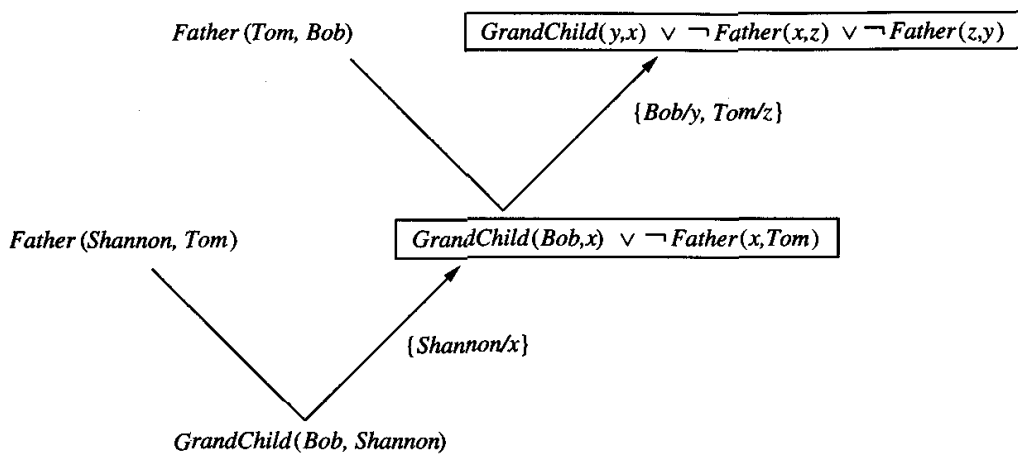 Father (Tom, Bob)
GrandChild(y,x) ∨ ¬ Father(x,z) ∨ ¬ Father(z,y)
{Bob/y, Tom/z}
Father (Shannon, Tom)
GrandChild(Bob,x) ∨ ¬ Father(x,Tom)
{Shannon/x}
GrandChild(Bob, Shannon)